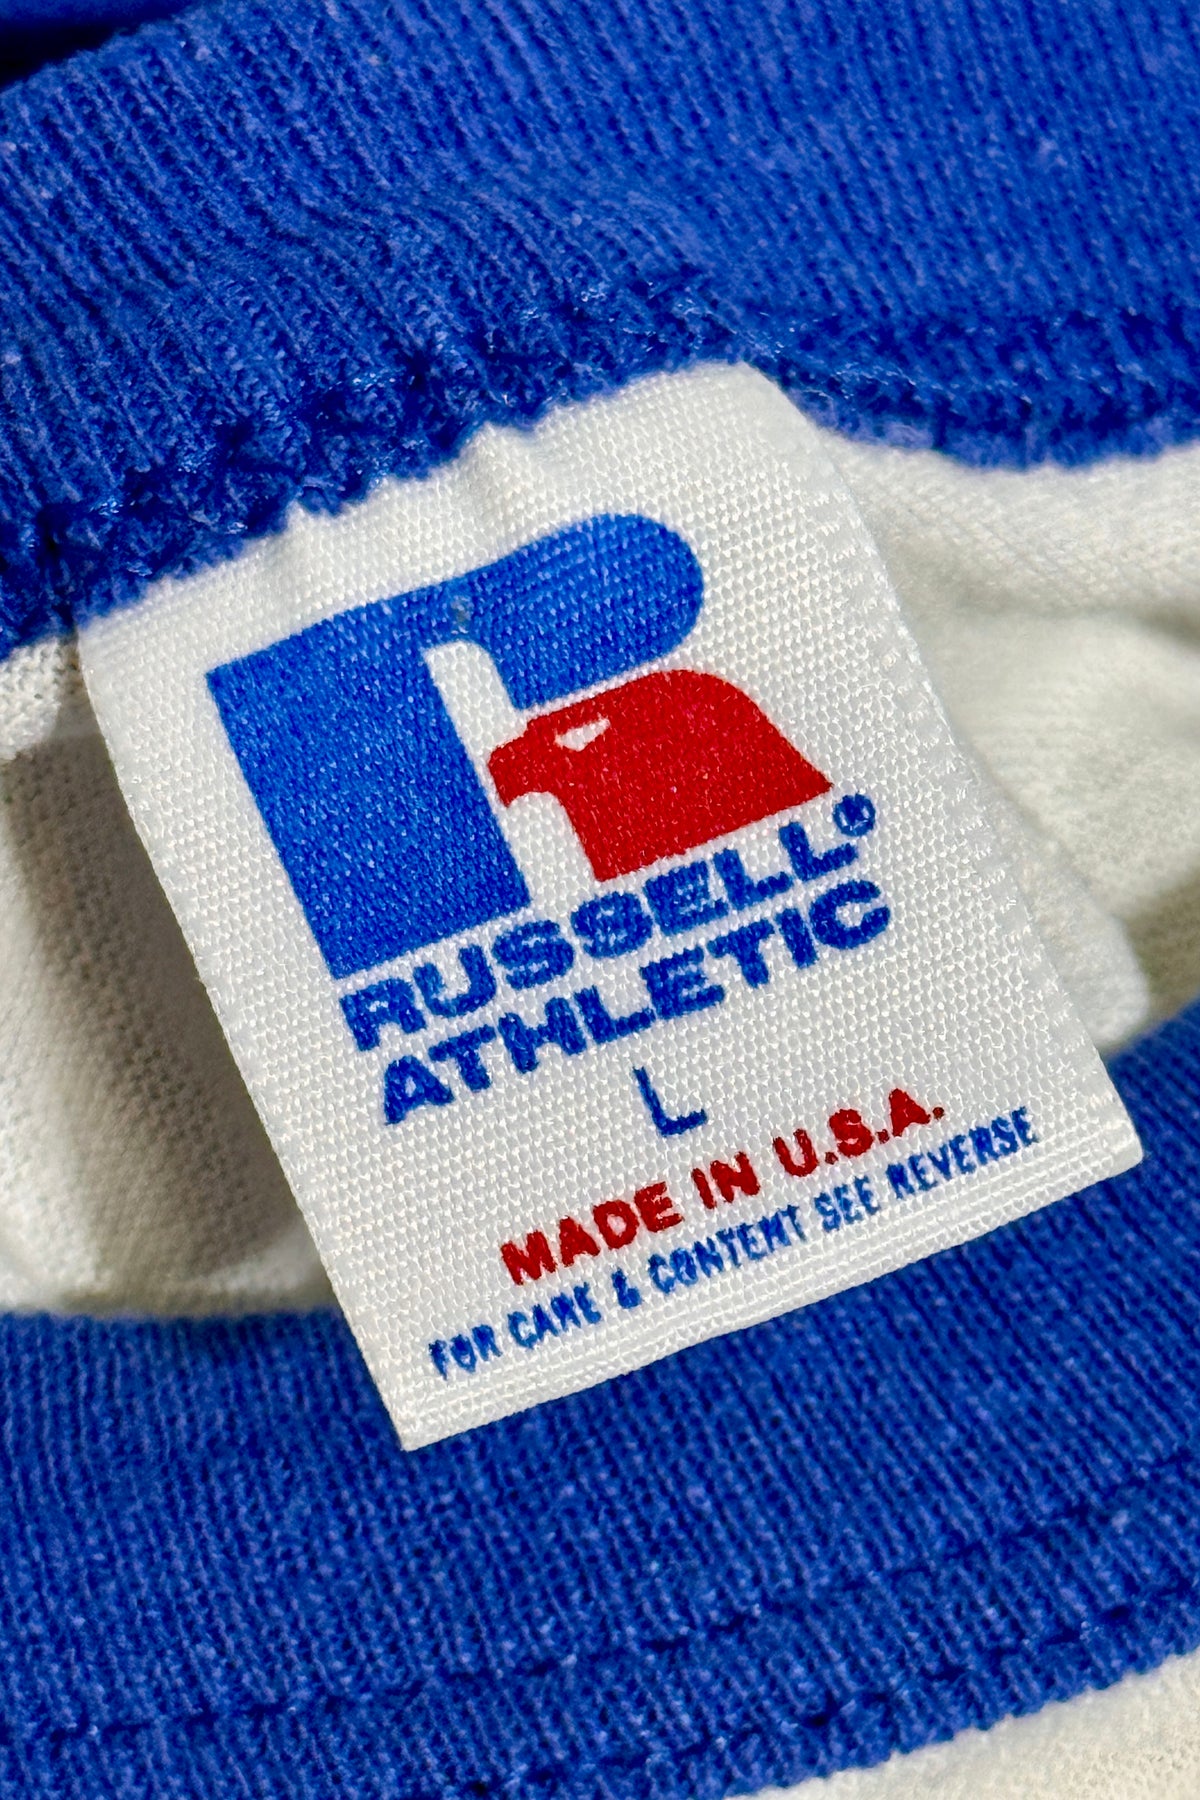 RUSSELL®
ATHLETIC
L
MADE IN U.S.A.
FOR CARE & CONTENT SEE REVERSE